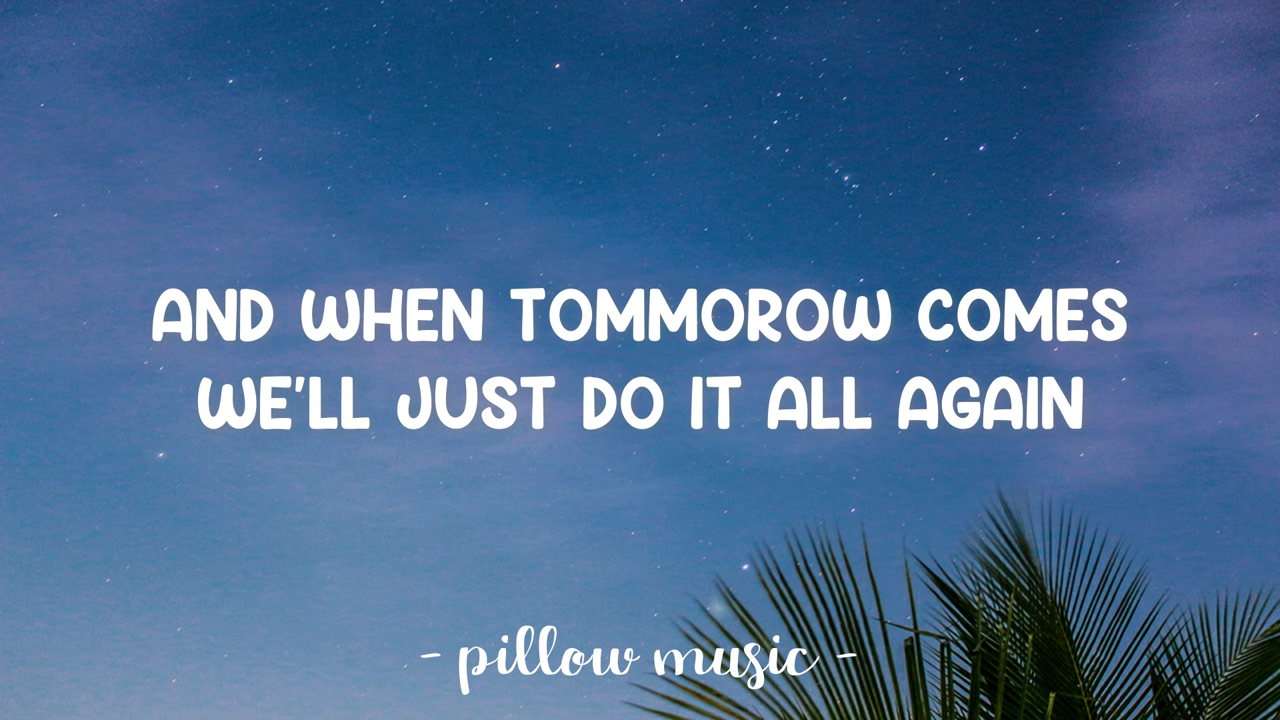 AND WHEN TOMMOROW COMES
WE'LL JUST DO IT ALL AGAIN
- pillow music -